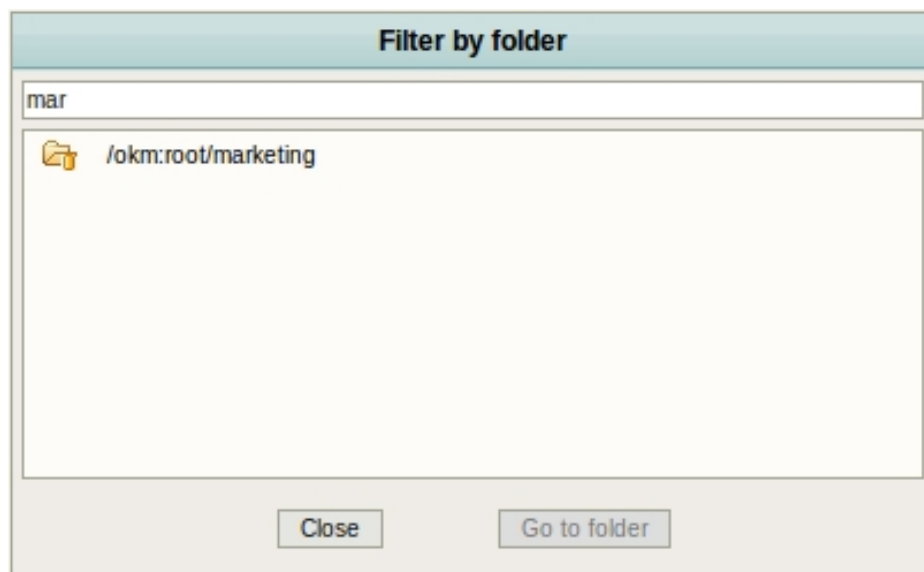 Filter by folder
mar
/okm:root/marketing
Close
Go to folder